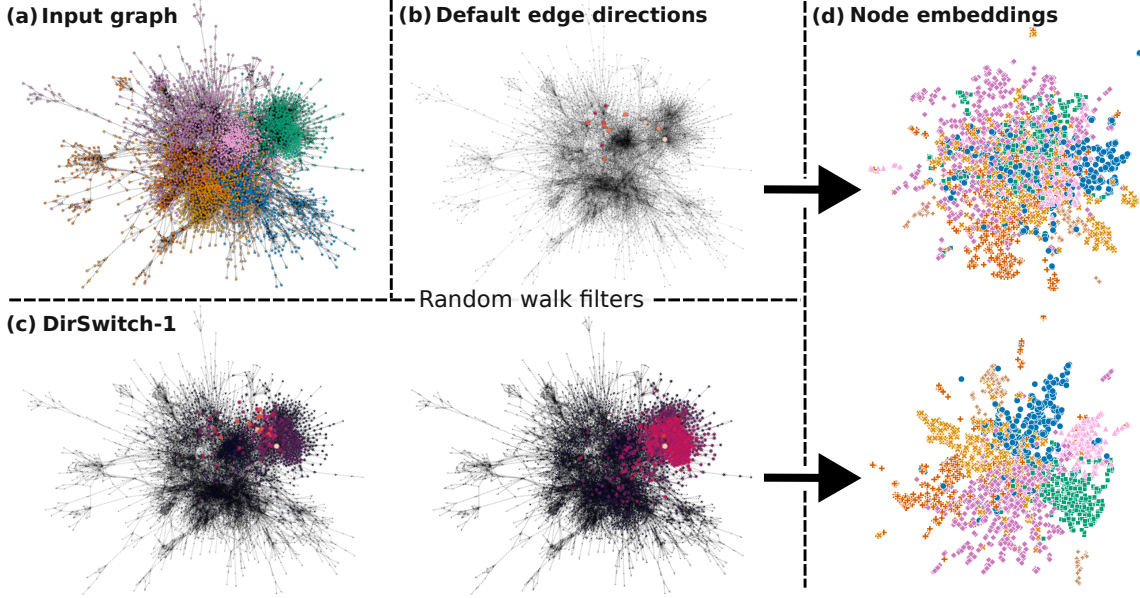 (a) Input graph
(b) Default edge directions
(d) Node embeddings
Random walk filters
(c) DirSwitch-1